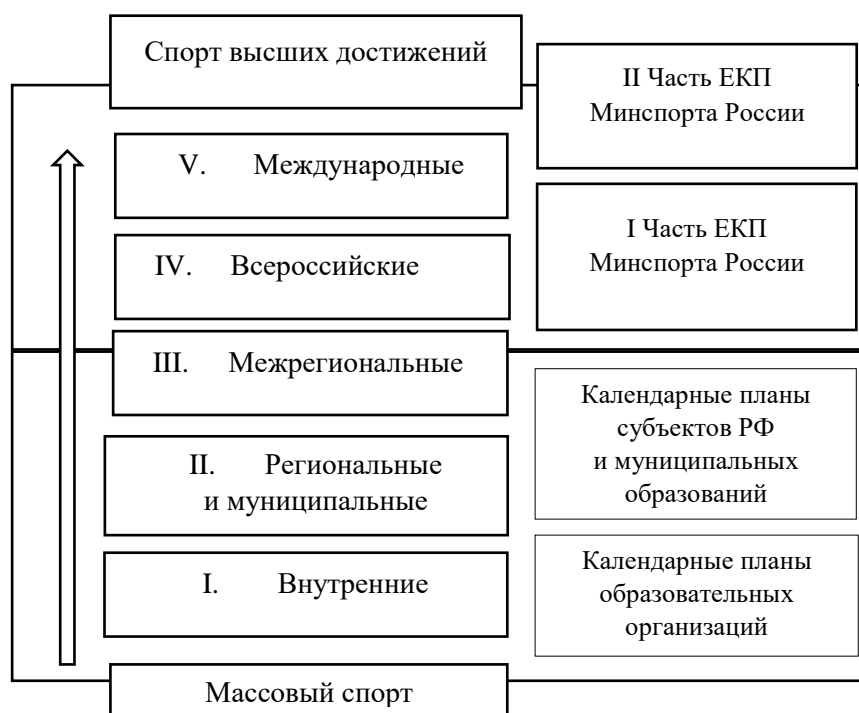 Спорт высших достижений
II Часть ЕКП
Минспорта России
V. Международные
I Часть ЕКП
Минспорта России
IV. Всероссийские
III. Межрегиональные
Календарные планы
субъектов РФ
и муниципальных
образований
II. Региональные
и муниципальные
Календарные планы
образовательных
организаций
I. Внутренние
Массовый спорт